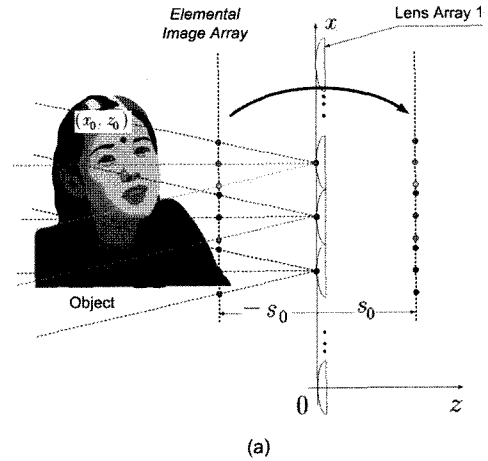 Elemental
Image Array
x
Lens Array 1
(x₀, z₀)
Object
− s₀
s₀
0
z
(a)